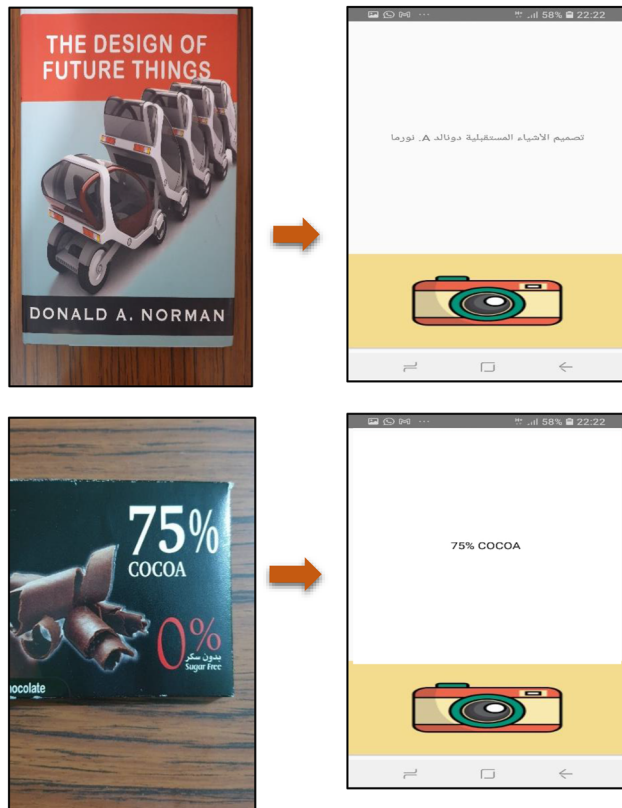 THE DESIGN OF
FUTURE THINGS
DONALD A. NORMAN
58% 22:22
تصميم الأشياء المستقبلية دونالد A. نورما
75%
COCOA
0%
بدون سكر
Sugar Free
ocolate
58% 22:22
75% COCOA